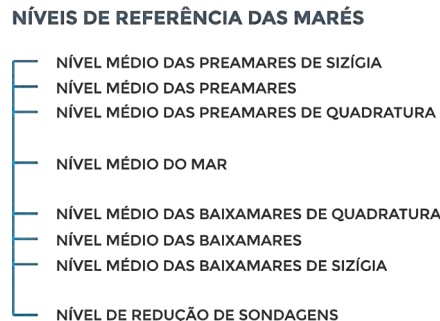 NÍVEIS DE REFERÊNCIA DAS MARÉS
NÍVEL MÉDIO DAS PREAMARES DE SIZÍGIA
NÍVEL MÉDIO DAS PREAMARES
NÍVEL MÉDIO DAS PREAMARES DE QUADRATURA
NÍVEL MÉDIO DO MAR
NÍVEL MÉDIO DAS BAIXAMARES DE QUADRATURA
NÍVEL MÉDIO DAS BAIXAMARES
NÍVEL MÉDIO DAS BAIXAMARES DE SIZÍGIA
NÍVEL DE REDUÇÃO DE SONDAGENS